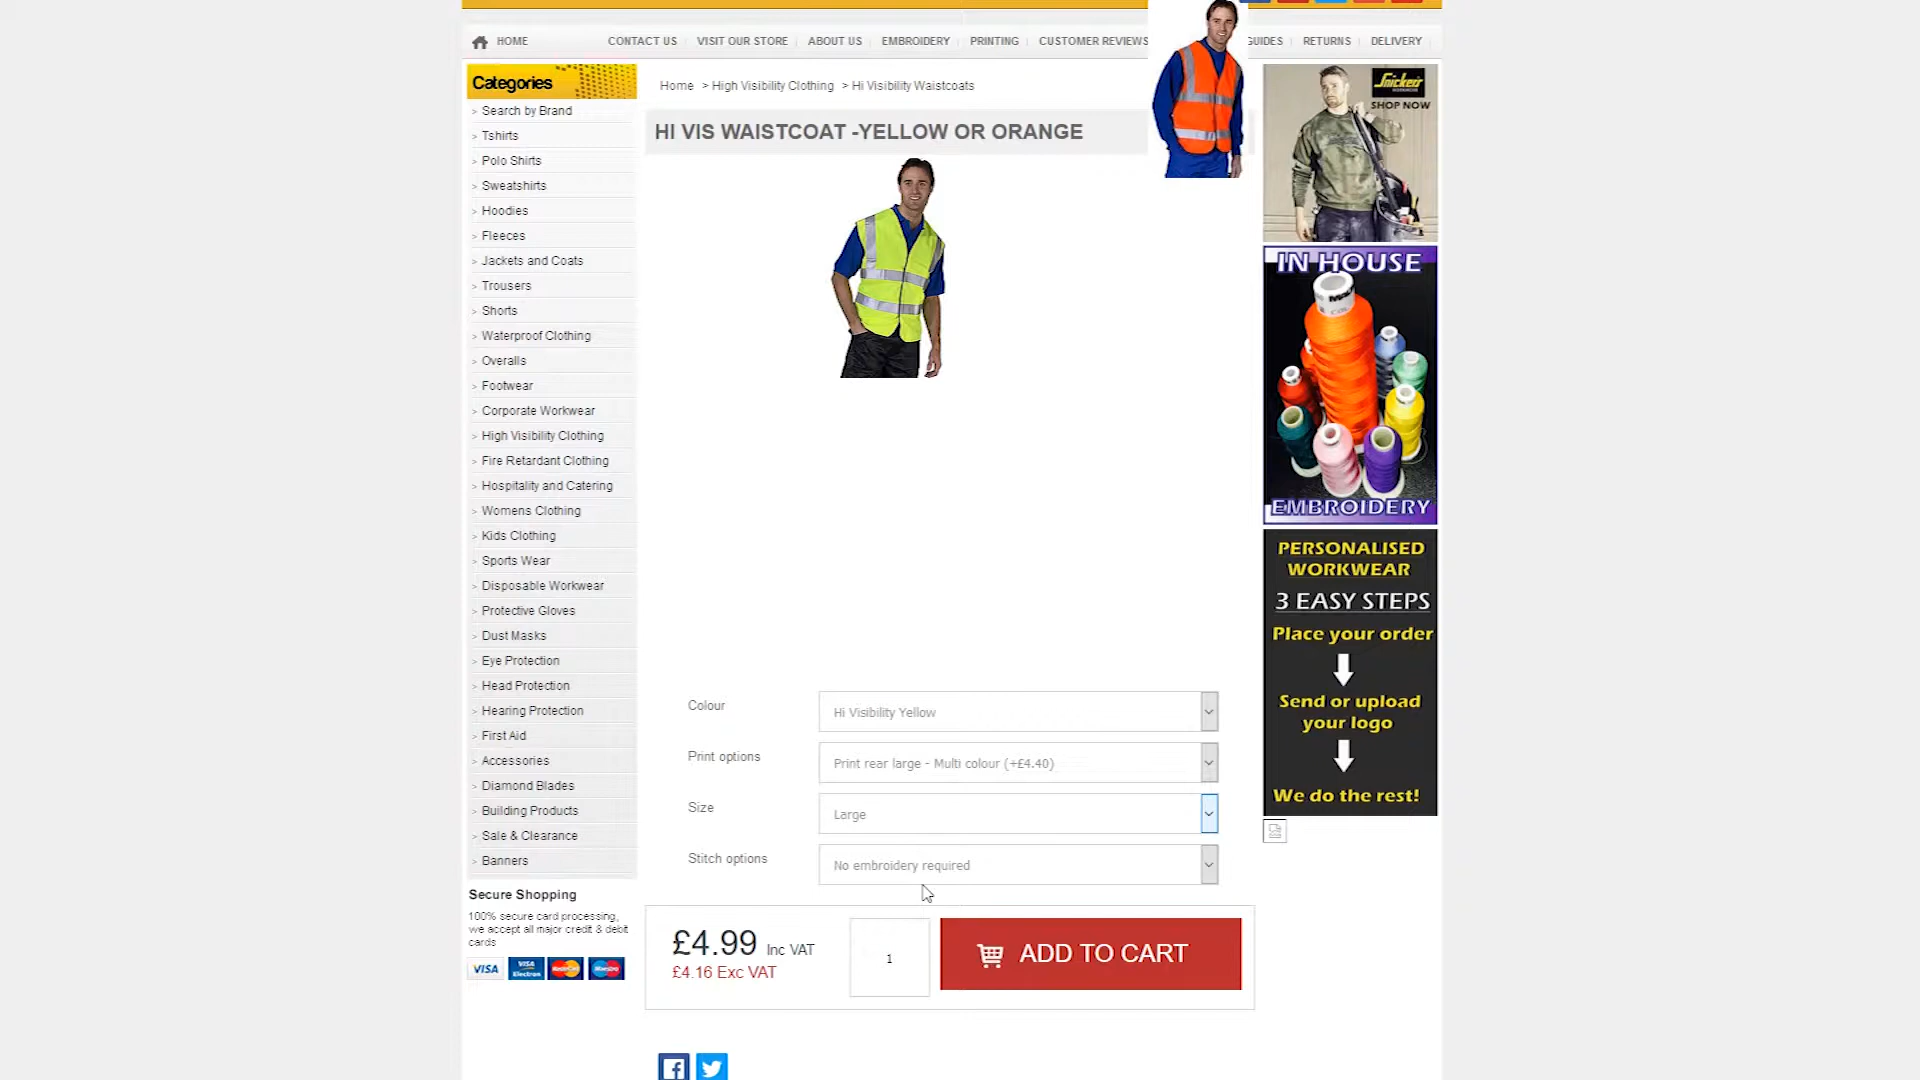 HOME
CONTACT US
VISIT OUR STORE
ABOUT US
EMBROIDERY
PRINTING
CUSTOMER REVIEWS
GUIDES
RETURNS
DELIVERY
Categories
> Search by Brand
> Tshirts
> Polo Shirts
> Sweatshirts
> Hoodies
> Fleeces
> Jackets and Coats
> Trousers
> Shorts
> Waterproof Clothing
> Overalls
> Footwear
> Corporate Workwear
> High Visibility Clothing
> Fire Retardant Clothing
> Hospitality and Catering
> Womens Clothing
> Kids Clothing
> Sports Wear
> Disposable Workwear
> Protective Gloves
> Dust Masks
> Eye Protection
> Head Protection
> Hearing Protection
> First Aid
> Accessories
> Diamond Blades
> Building Products
> Sale & Clearance
> Banners
Secure Shopping
100% secure card processing,
we accept all major credit & debit
cards
VISA
VISA Electron
MasterCard
Maestro
Home > High Visibility Clothing > Hi Visibility Waistcoats
HI VIS WAISTCOAT -YELLOW OR ORANGE
Colour
Hi Visibility Yellow
Print options
Print rear large - Multi colour (+£4.40)
Size
Large
Stitch options
No embroidery required
£4.99 Inc VAT
£4.16 Exc VAT
1
ADD TO CART
Snickers
SHOP NOW
IN HOUSE
EMBROIDERY
PERSONALISED
WORKWEAR
3 EASY STEPS
Place your order
Send or upload
your logo
We do the rest!